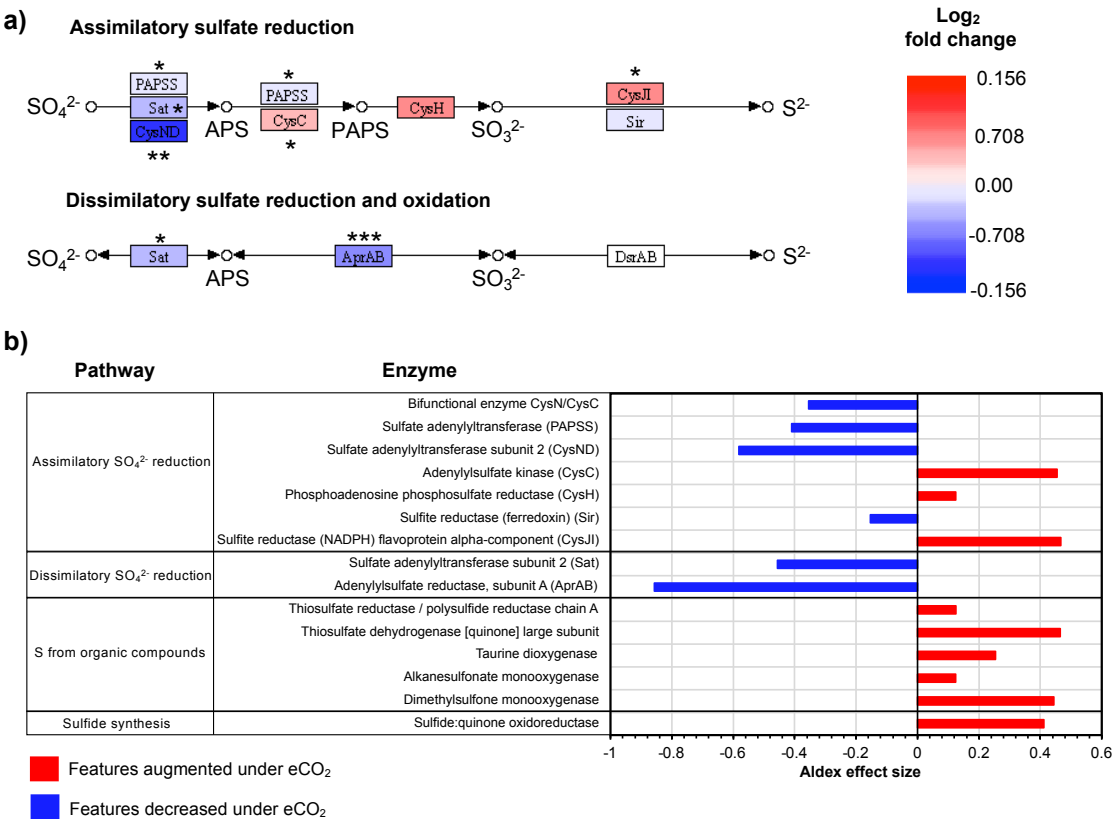 a)
Assimilatory sulfate reduction
Log₂
fold change
* * *
PAPSS PAPSS CysJI
SO₄²⁻ Sat * APS PAPS CysH SO₃²⁻ S²⁻
CysND CysC Sir
** *
0.156
0.708
0.00
-0.708
-0.156
Dissimilatory sulfate reduction and oxidation
* ***
SO₄²⁻ Sat APS AprAB SO₃²⁻ DsrAB S²⁻
b)
Pathway Enzyme
Assimilatory SO₄²⁻ reduction
Bifunctional enzyme CysN/CysC
Sulfate adenylyltransferase (PAPSS)
Sulfate adenylyltransferase subunit 2 (CysND)
Adenylylsulfate kinase (CysC)
Phosphoadenosine phosphosulfate reductase (CysH)
Sulfite reductase (ferredoxin) (Sir)
Sulfite reductase (NADPH) flavoprotein alpha-component (CysJI)
Dissimilatory SO₄²⁻ reduction
Sulfate adenylyltransferase subunit 2 (Sat)
Adenylylsulfate reductase, subunit A (AprAB)
S from organic compounds
Thiosulfate reductase / polysulfide reductase chain A
Thiosulfate dehydrogenase [quinone] large subunit
Taurine dioxygenase
Alkanesulfonate monooxygenase
Dimethylsulfone monooxygenase
Sulfide synthesis
Sulfide:quinone oxidoreductase
-1 -0.8 -0.6 -0.4 -0.2 0 0.2 0.4 0.6
Aldex effect size
Features augmented under eCO₂
Features decreased under eCO₂